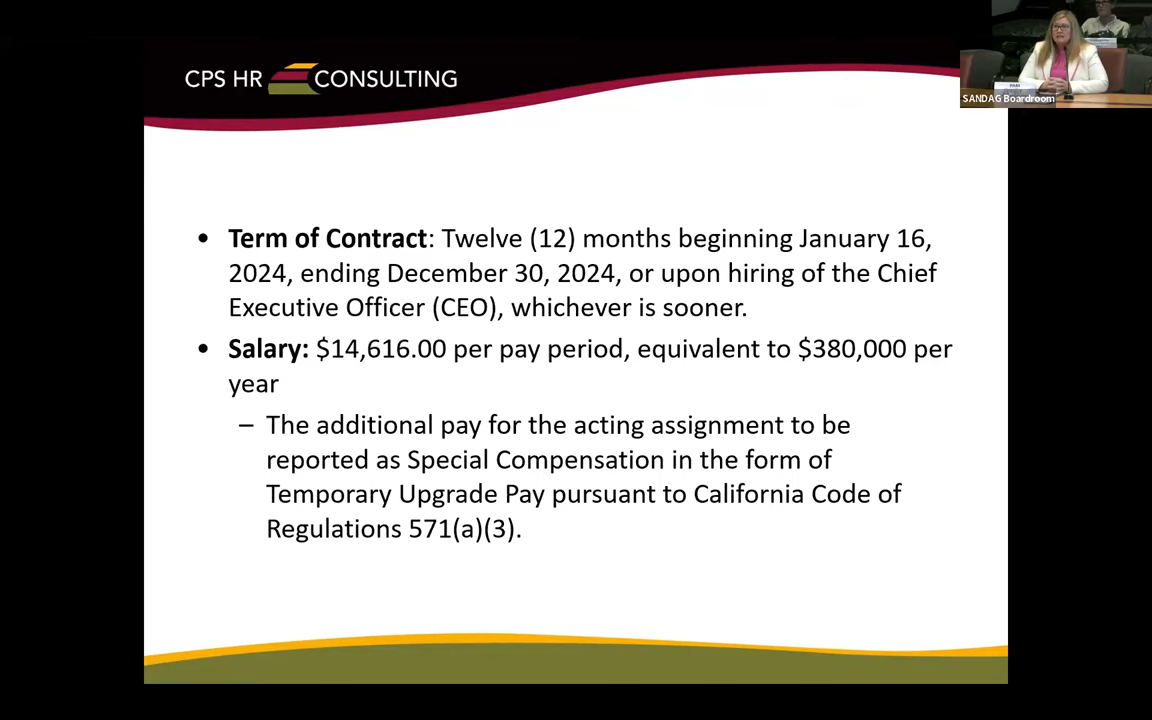 CPS HR CONSULTING
SANDAG Boardroom
• Term of Contract: Twelve (12) months beginning January 16,
2024, ending December 30, 2024, or upon hiring of the Chief
Executive Officer (CEO), whichever is sooner.
• Salary: $14,616.00 per pay period, equivalent to $380,000 per
year
– The additional pay for the acting assignment to be
reported as Special Compensation in the form of
Temporary Upgrade Pay pursuant to California Code of
Regulations 571(a)(3).